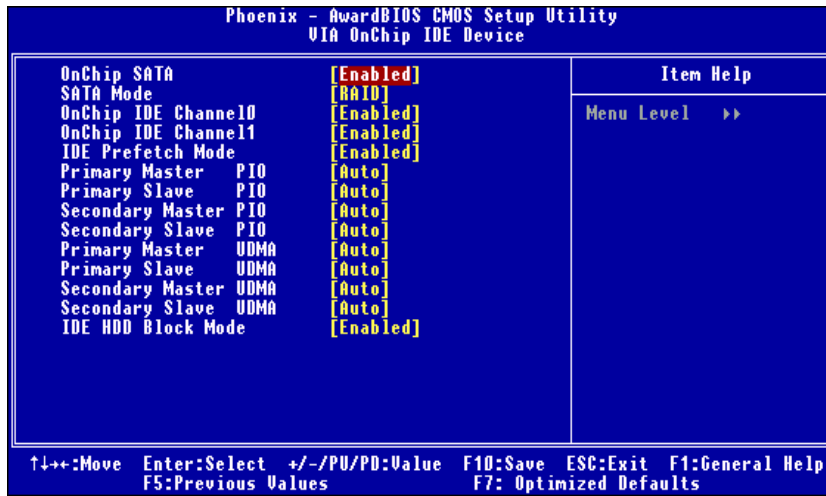 Phoenix - AwardBIOS CMOS Setup Utility
VIA OnChip IDE Device
OnChip SATA [Enabled]
SATA Mode [RAID]
OnChip IDE Channel0 [Enabled]
OnChip IDE Channel1 [Enabled]
IDE Prefetch Mode [Enabled]
Primary Master PIO [Auto]
Primary Slave PIO [Auto]
Secondary Master PIO [Auto]
Secondary Slave PIO [Auto]
Primary Master UDMA [Auto]
Primary Slave UDMA [Auto]
Secondary Master UDMA [Auto]
Secondary Slave UDMA [Auto]
IDE HDD Block Mode [Enabled]
Item Help
Menu Level ▸▸
↑↓→←:Move Enter:Select +/-/PU/PD:Value F10:Save ESC:Exit F1:General Help
F5:Previous Values F7: Optimized Defaults